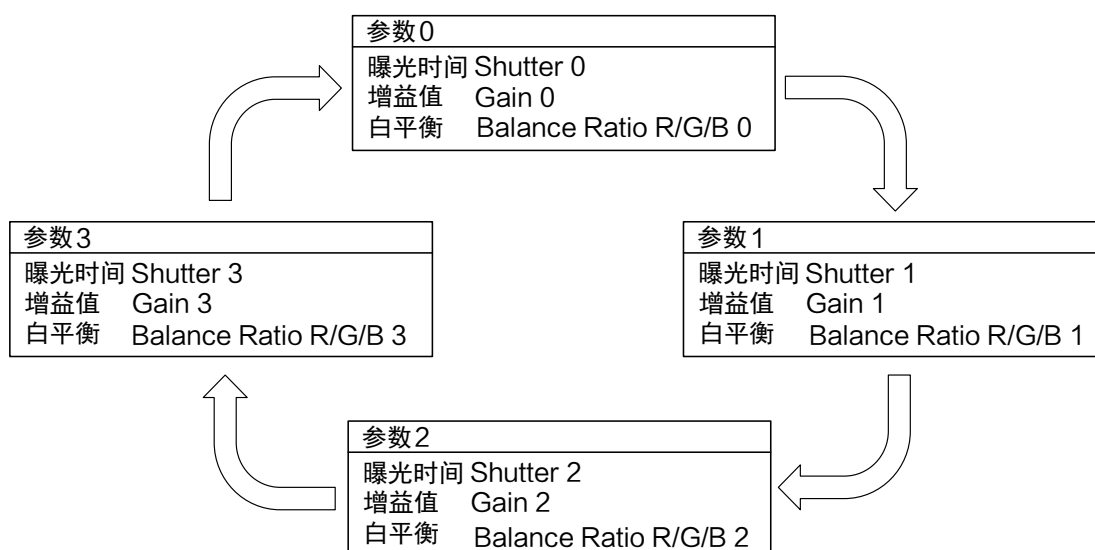 参数0
曝光时间 Shutter 0
增益值 Gain 0
白平衡 Balance Ratio R/G/B 0
参数3
曝光时间 Shutter 3
增益值 Gain 3
白平衡 Balance Ratio R/G/B 3
参数1
曝光时间 Shutter 1
增益值 Gain 1
白平衡 Balance Ratio R/G/B 1
参数2
曝光时间 Shutter 2
增益值 Gain 2
白平衡 Balance Ratio R/G/B 2